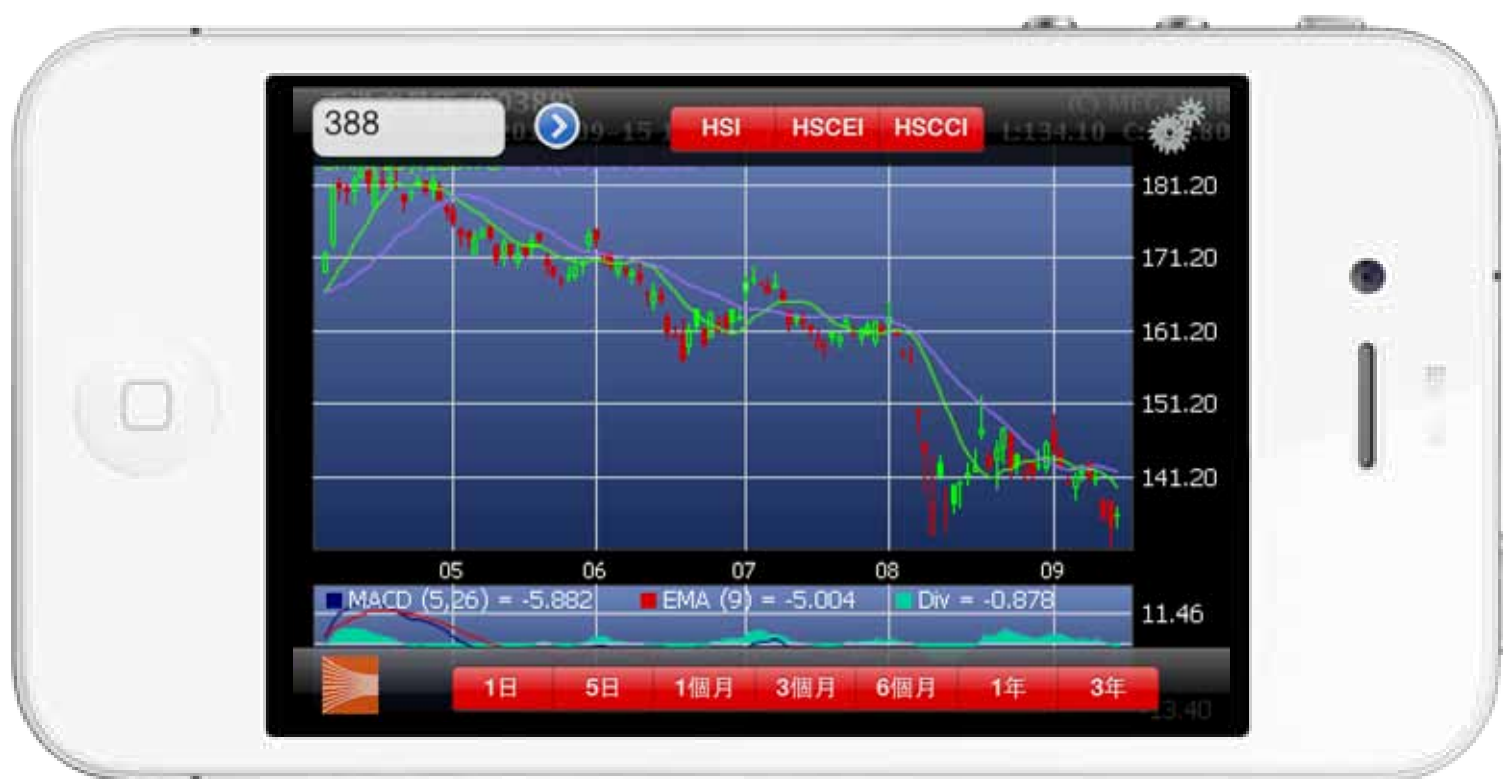 388
HSI HSCEI HSCCI
181.20
171.20
161.20
151.20
141.20
05 06 07 08 09
MACD (5,26) = -5.882 EMA (9) = -5.004 Div = -0.878
11.46
1日 5日 1個月 3個月 6個月 1年 3年
-13.40